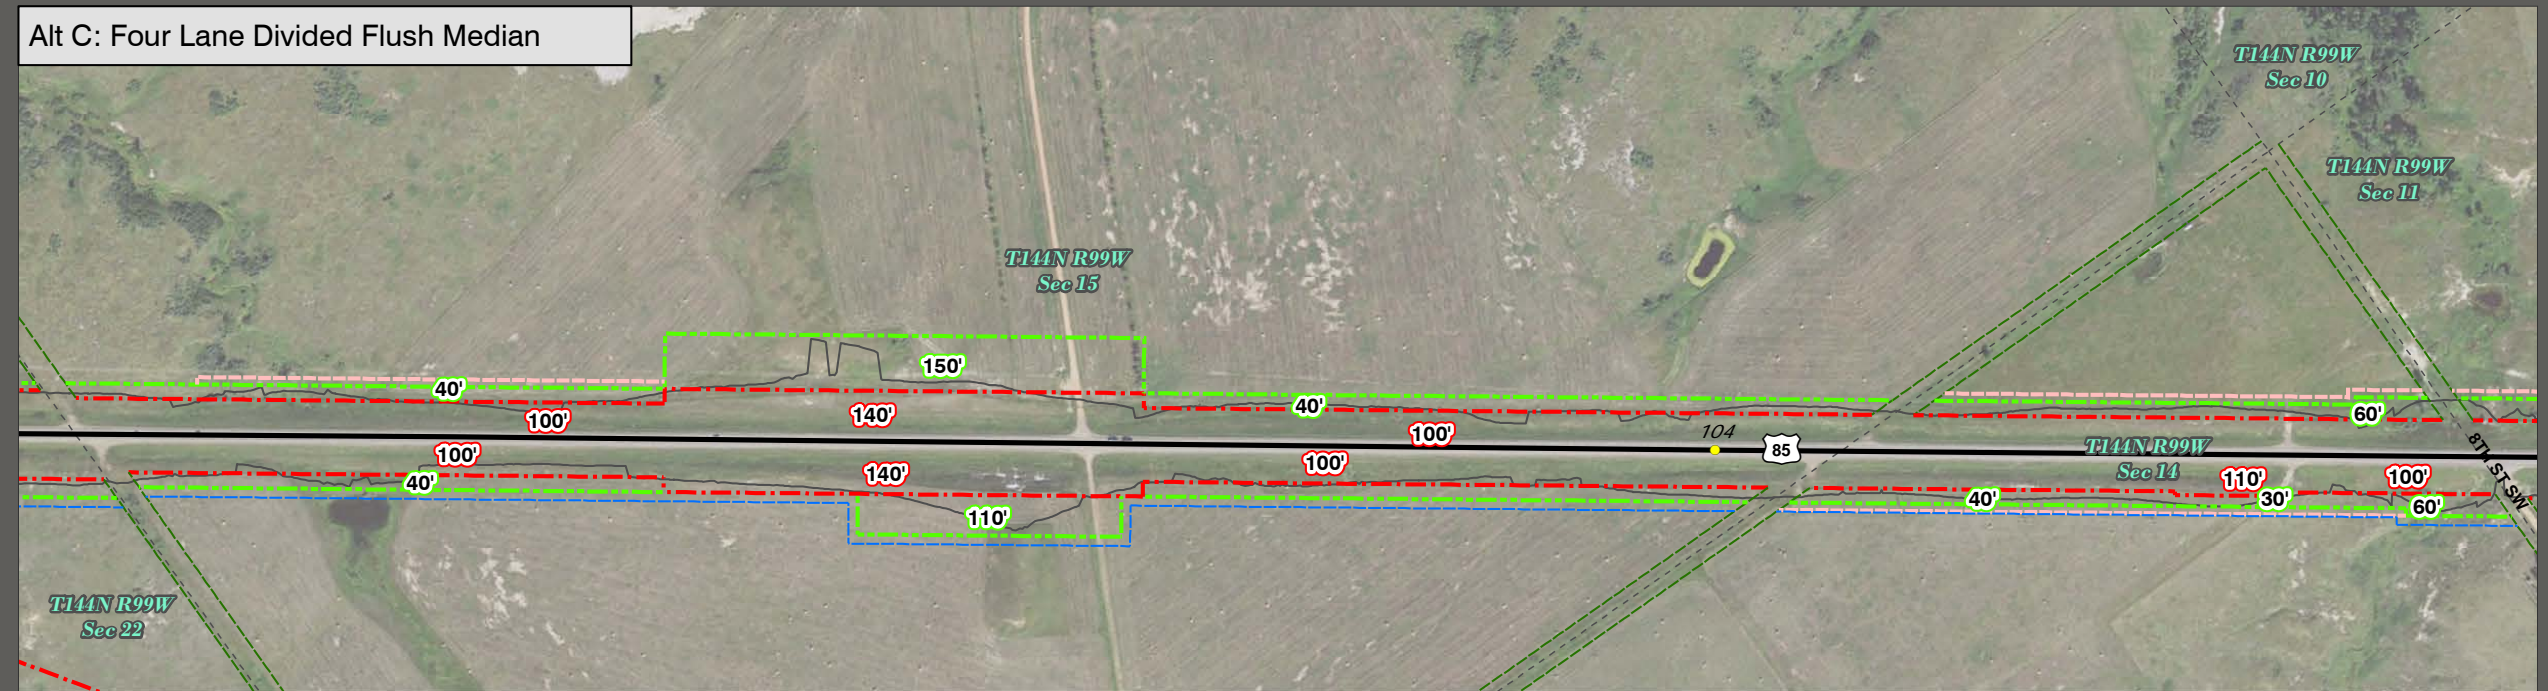 Alt C: Four Lane Divided Flush Median
T144N R99W
Sec 10
T144N R99W
Sec 11
T144N R99W
Sec 15
150'
40'
100'
140'
40'
100'
60'
104
85
T144N R99W
Sec 14
8TH ST SW
100'
40'
140'
110'
100'
40'
110'
30'
100'
60'
T144N R99W
Sec 22